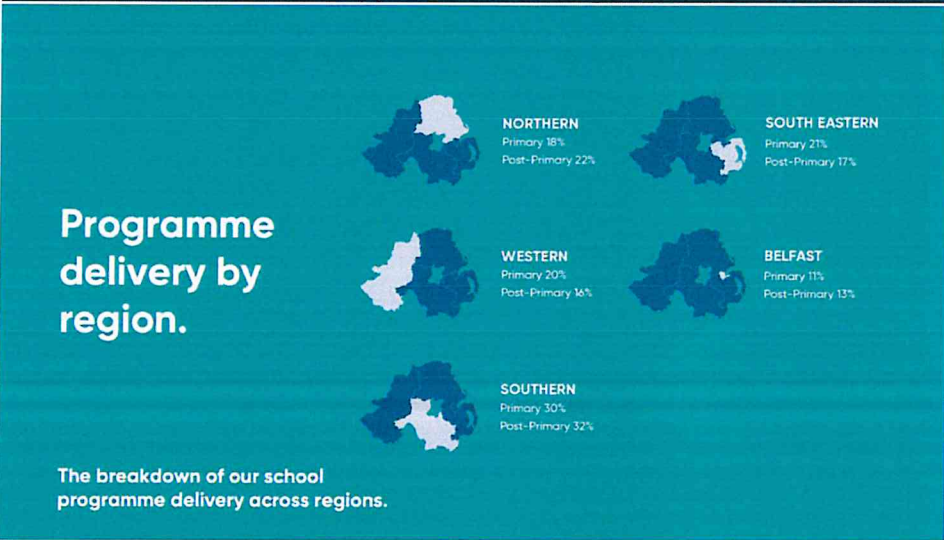 Programme
delivery by
region.
The breakdown of our school
programme delivery across regions.
NORTHERN
Primary 18%
Post-Primary 22%
SOUTH EASTERN
Primary 21%
Post-Primary 17%
WESTERN
Primary 20%
Post-Primary 16%
BELFAST
Primary 11%
Post-Primary 13%
SOUTHERN
Primary 30%
Post-Primary 32%